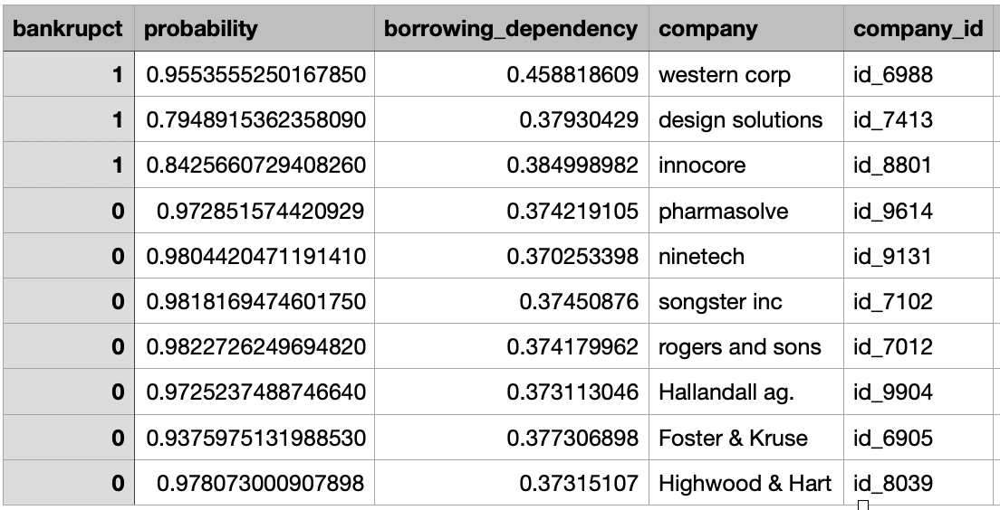 bankrupct probability borrowing_dependency company company_id
1 0.9553555250167850 0.458818609 western corp id_6988
1 0.7948915362358090 0.37930429 design solutions id_7413
1 0.8425660729408260 0.384998982 innocore id_8801
0 0.972851574420929 0.374219105 pharmasolve id_9614
0 0.9804420471191410 0.370253398 ninetech id_9131
0 0.9818169474601750 0.37450876 songster inc id_7102
0 0.9822726249694820 0.374179962 rogers and sons id_7012
0 0.9725237488746640 0.373113046 Hallandall ag. id_9904
0 0.9375975131988530 0.377306898 Foster & Kruse id_6905
0 0.9780730009078​98 0.37315107 Highwood & Hart id_8039